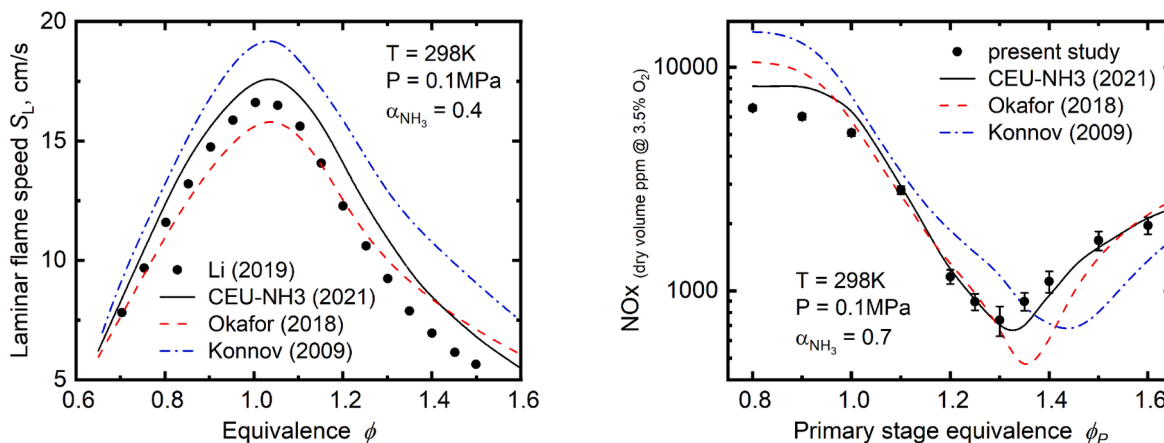 20
15
10
5
Laminar flame speed S_L, cm/s
T = 298K
P = 0.1MPa
α_NH₃ = 0.4
Li (2019)
CEU-NH3 (2021)
Okafor (2018)
Konnov (2009)
0.6 0.8 1.0 1.2 1.4 1.6
Equivalence ϕ
10000
1000
NOx (dry volume ppm @ 3.5% O₂)
present study
CEU-NH3 (2021)
Okafor (2018)
Konnov (2009)
T = 298K
P = 0.1MPa
α_NH₃ = 0.7
0.8 1.0 1.2 1.4 1.6
Primary stage equivalence ϕ_P